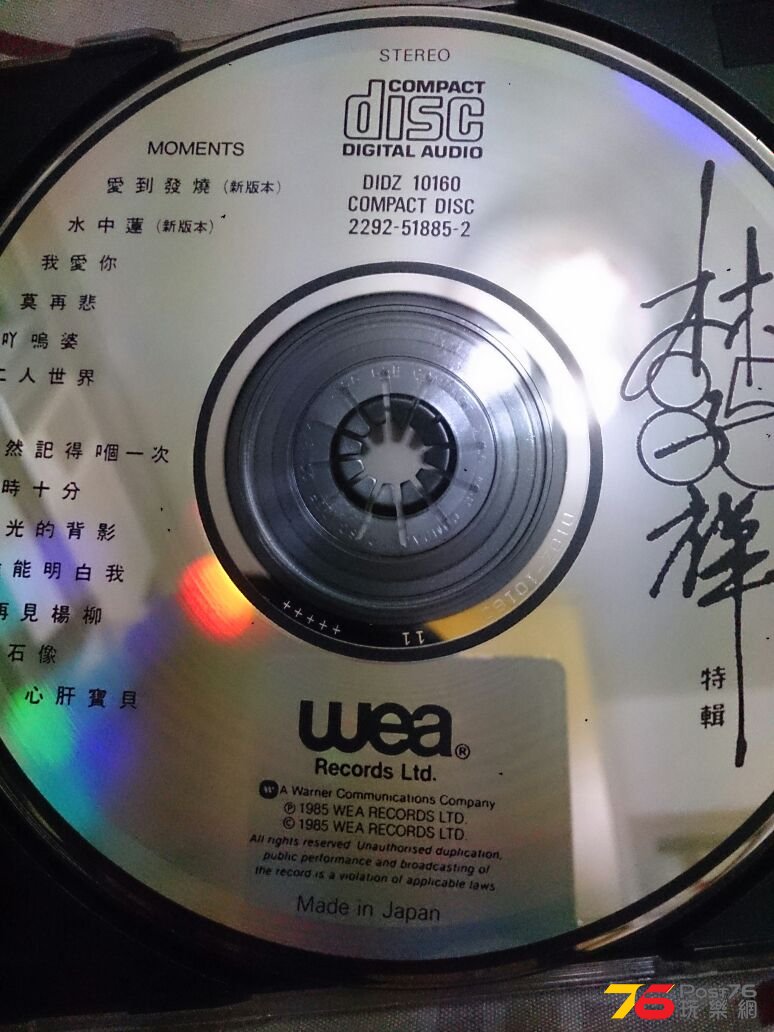 STEREO
COMPACT
disc
DIGITAL AUDIO
DIDZ 10160
COMPACT DISC
2292-51885-2
MOMENTS
愛到發燒(新版本)
水中蓮(新版本)
我愛你
莫再悲
吖嗚婆
二人世界
然記得嗰一次
時十分
光的背影
能明白我
再見楊柳
石像
心肝寶貝
林
祥
特輯
++++
++
11
wea®
Records Ltd.
A Warner Communications Company
℗ 1985 WEA RECORDS LTD.
© 1985 WEA RECORDS LTD.
All rights reserved. Unauthorised duplication,
public performance and broadcasting of
the record is a violation of applicable laws
Made in Japan
76
Post76
玩樂網